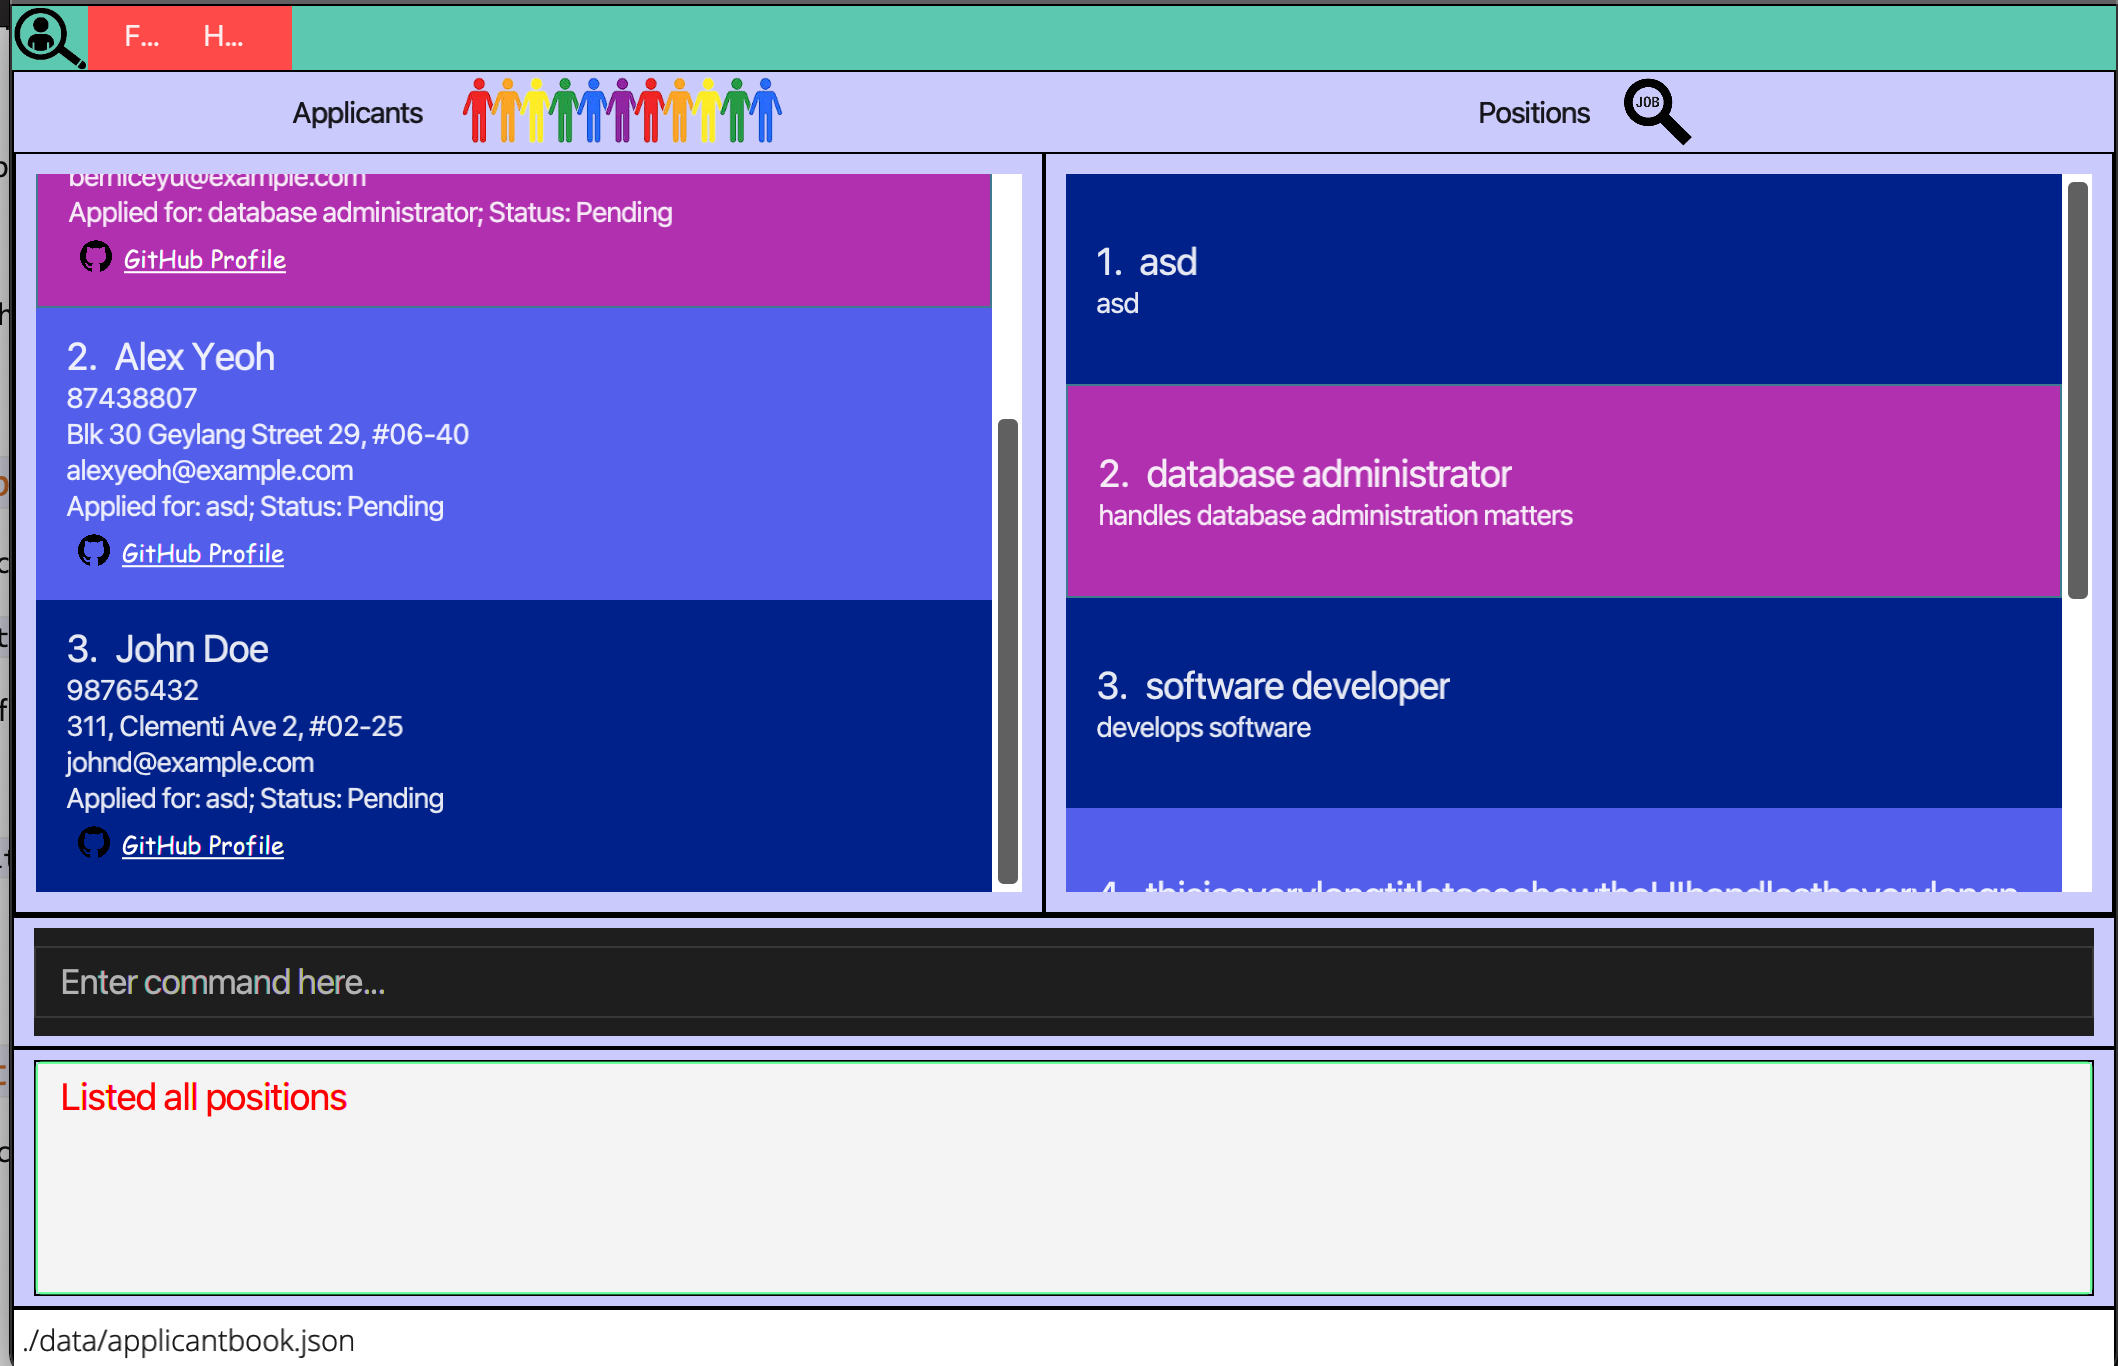 F... H...
Applicants
Positions
JOB
berniceyu@example.com
Applied for: database administrator; Status: Pending
GitHub Profile
2. Alex Yeoh
87438807
Blk 30 Geylang Street 29, #06-40
alexyeoh@example.com
Applied for: asd; Status: Pending
GitHub Profile
3. John Doe
98765432
311, Clementi Ave 2, #02-25
johnd@example.com
Applied for: asd; Status: Pending
GitHub Profile
1. asd
asd
2. database administrator
handles database administration matters
3. software developer
develops software
4.
Enter command here...
Listed all positions
./data/applicantbook.json